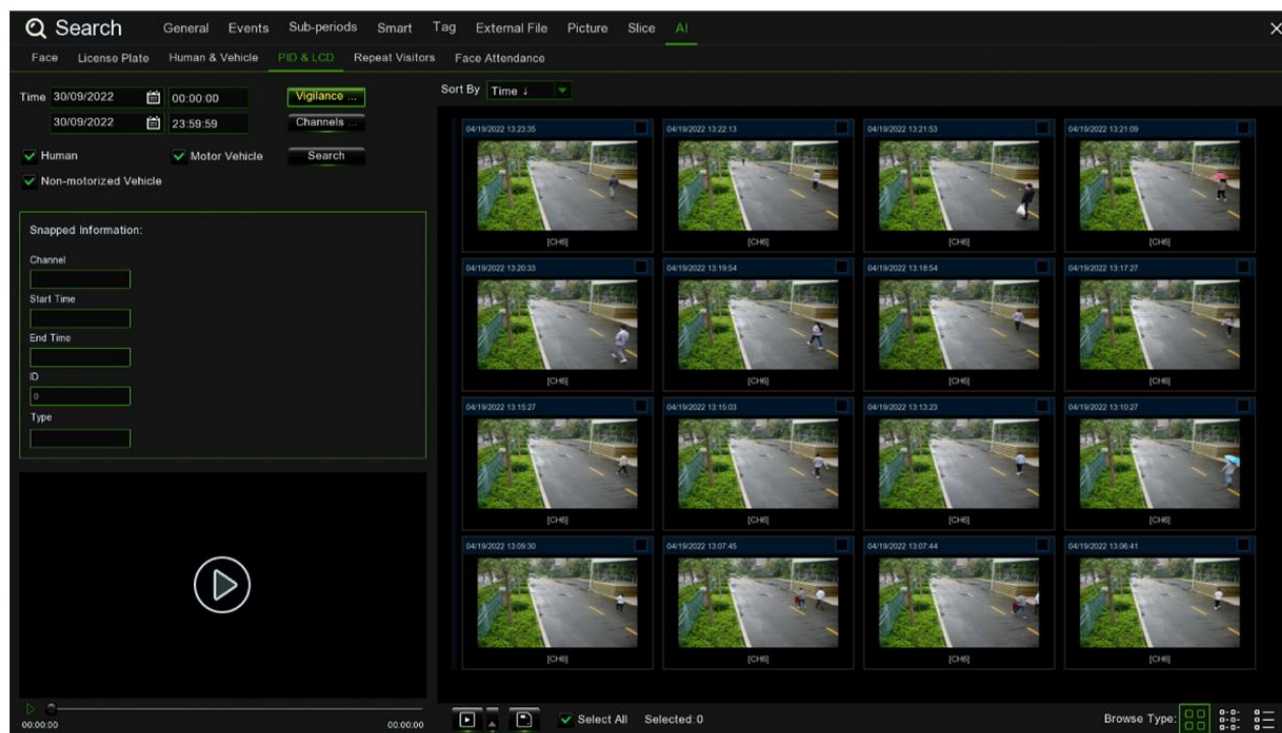 Search General Events Sub-periods Smart Tag External File Picture Slice AI
Face License Plate Human & Vehicle PID & LCD Repeat Visitors Face Attendance
Time 30/09/2022 00:00:00 Vigilance ...
30/09/2022 23:59:59 Channels ...
Human Motor Vehicle Search
Non-motorized Vehicle
Snapped Information:
Channel
Start Time
End Time
ID
0
Type
00:00:00 00:00:00
Sort By Time ↓
04/19/2022 13:23:35 04/19/2022 13:22:13 04/19/2022 13:21:53 04/19/2022 13:21:09
[CH6] [CH6] [CH6] [CH6]
04/19/2022 13:20:33 04/19/2022 13:19:54 04/19/2022 13:18:54 04/19/2022 13:17:27
[CH6] [CH6] [CH6] [CH6]
04/19/2022 13:15:27 04/19/2022 13:15:03 04/19/2022 13:13:23 04/19/2022 13:10:27
[CH6] [CH6] [CH6] [CH6]
04/19/2022 13:09:30 04/19/2022 13:07:45 04/19/2022 13:07:44 04/19/2022 13:06:41
[CH6] [CH6] [CH6] [CH6]
Select All Selected:0 Browse Type: